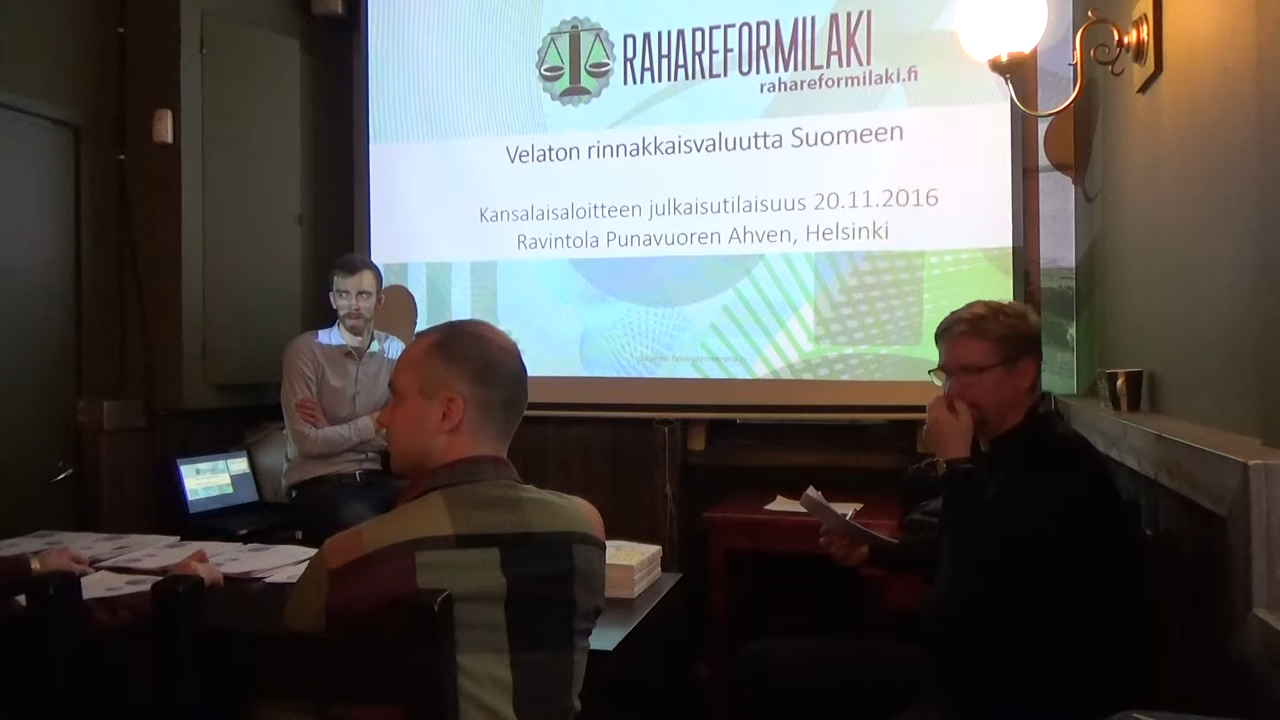 RAHAREFORMILAKI
rahareformilaki.fi
Velaton rinnakkaisvaluutta Suomeen
Kansalaisaloitteen julkaisutilaisuus 20.11.2016
Ravintola Punavuoren Ahven, Helsinki